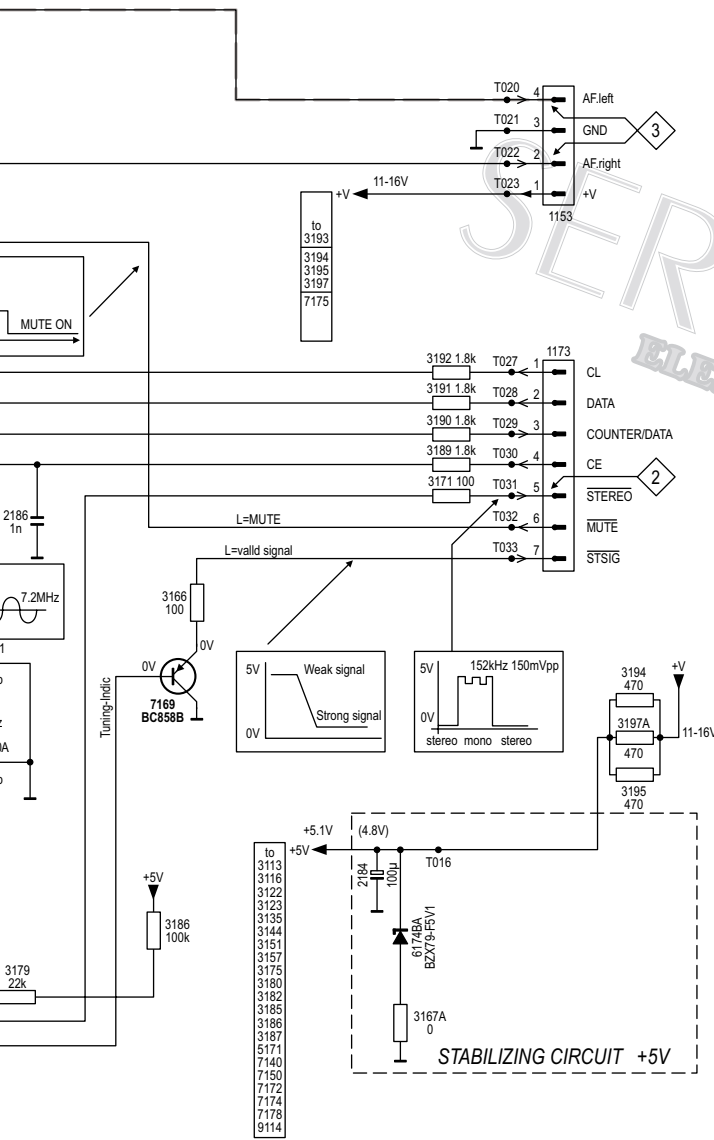 T020 4 AF.left
T021 3 GND
3
T022 2 AF.right
T023 1 +V
+V 11-16V
1153
to
3193
3194
3195
3197
7175
MUTE ON
1173
3192 1.8k T027 1 CL
3191 1.8k T028 2 DATA
3190 1.8k T029 3 COUNTER/DATA
3189 1.8k T030 4 CE
2
3171 100 T031 5 STEREO
L=MUTE T032 6 MUTE
L=valld signal T033 7 STSIG
2186
1n
7.2MHz
1
3166
100
0V
0V
7169
BC858B
Tuning-Indic
5V Weak signal
Strong signal
0V
5V 152kHz 150mVpp
0V
stereo mono stereo
3194
470
+V
3197A
470
11-16V
3195
470
+5.1V (4.8V)
+5V
T016
2184
100µ
6174BA
BZX79-F5V1
3167A
0
STABILIZING CIRCUIT +5V
to
3113
3116
3122
3123
3135
3144
3151
3157
3175
3180
3182
3185
3186
3187
5171
7140
7150
7172
7174
7178
9114
+5V
3186
100k
3179
22k
SER
ELE